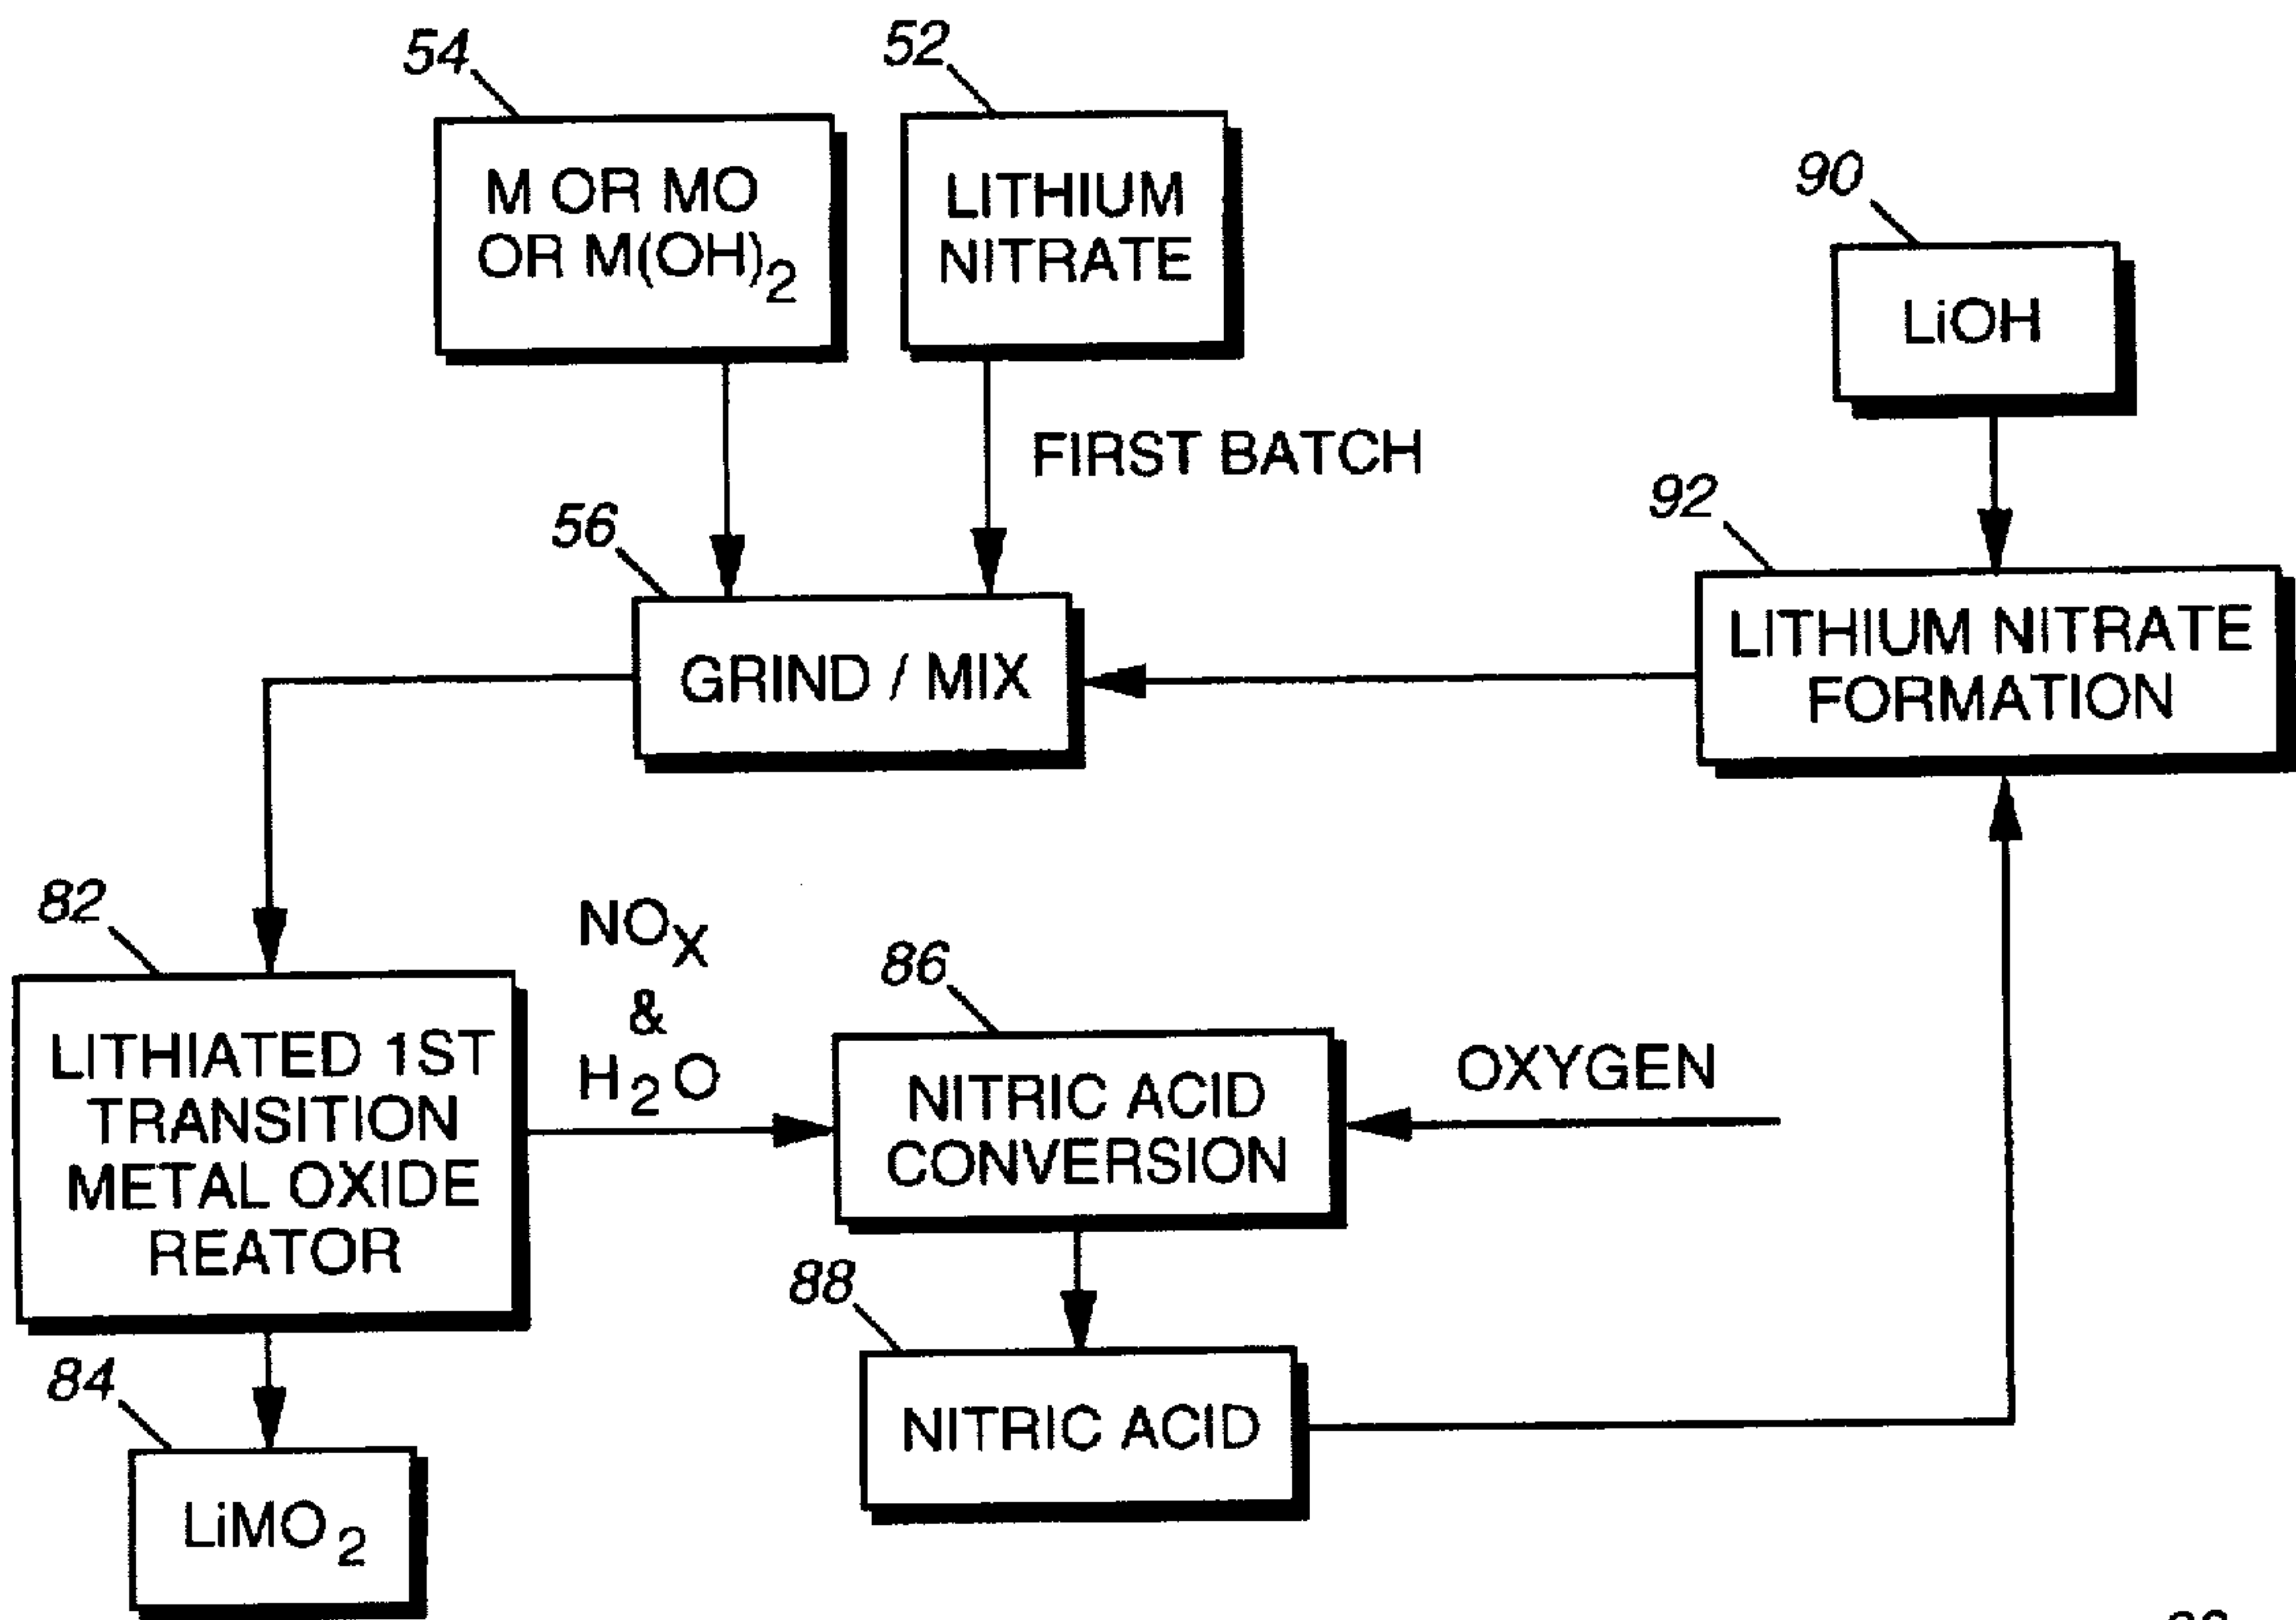 54
52
M OR MO
OR M(OH)2
LITHIUM
NITRATE
90
LiOH
FIRST BATCH
56
92
GRIND / MIX
LITHIUM NITRATE
FORMATION
82
NOX
&
H2O
LITHIATED 1ST
TRANSITION
METAL OXIDE
REATOR
86
NITRIC ACID
CONVERSION
OXYGEN
88
NITRIC ACID
84
LiMO2